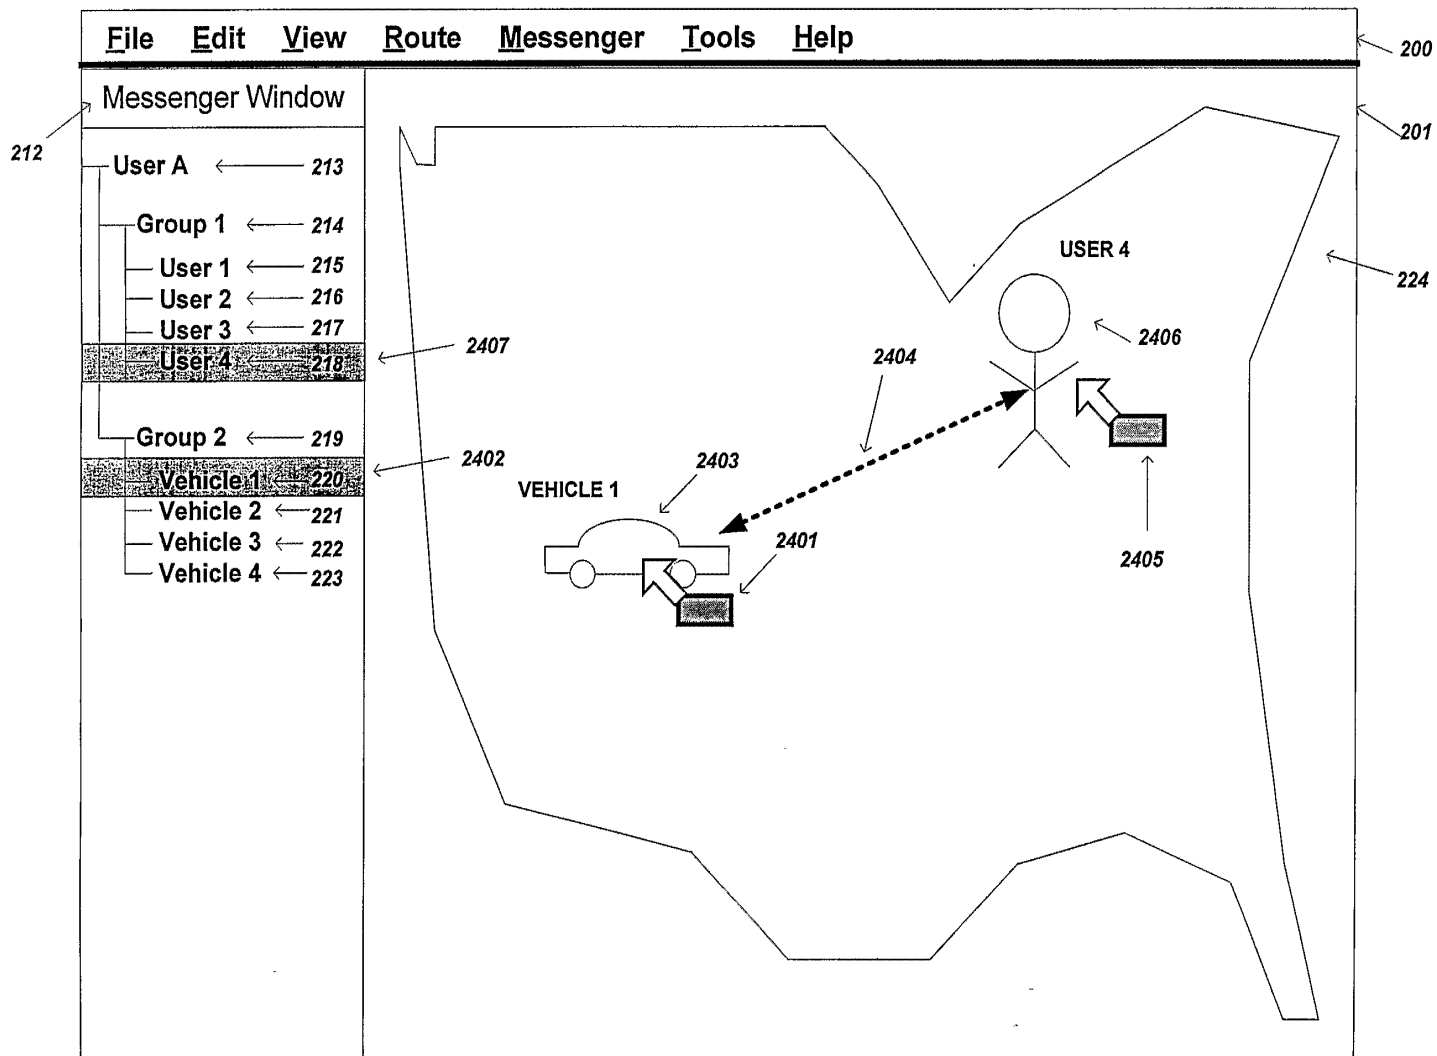 File Edit View Route Messenger Tools Help
200
Messenger Window
201
212
User A 213
Group 1 214
User 1 215
User 2 216
User 3 217
User 4 218
Group 2 219
Vehicle 1 220
Vehicle 2 221
Vehicle 3 222
Vehicle 4 223
2407
2402
USER 4
224
2406
2404
2403
VEHICLE 1
2401
2405